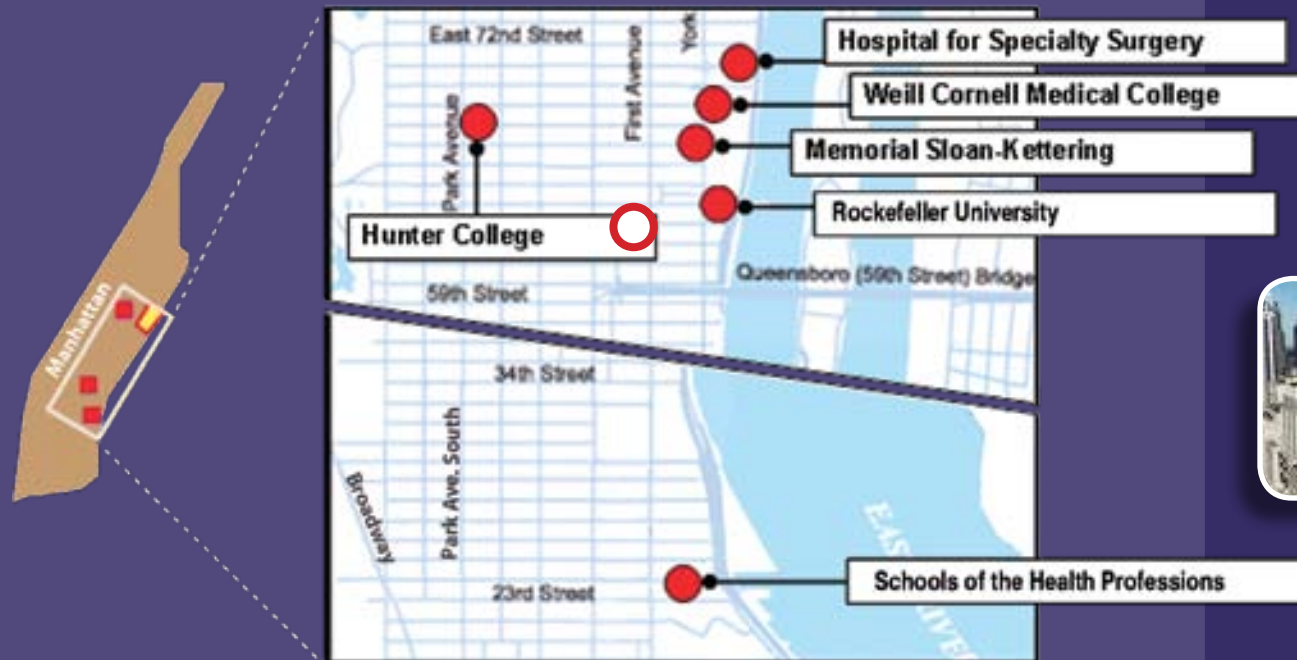 East 72nd Street
First Avenue
York
Hospital for Specialty Surgery
Weill Cornell Medical College
Park Avenue
Memorial Sloan-Kettering
Rockefeller University
Hunter College
Queensboro (59th Street) Bridge
59th Street
Manhattan
34th Street
Park Ave. South
Broadway
23rd Street
Schools of the Health Professions